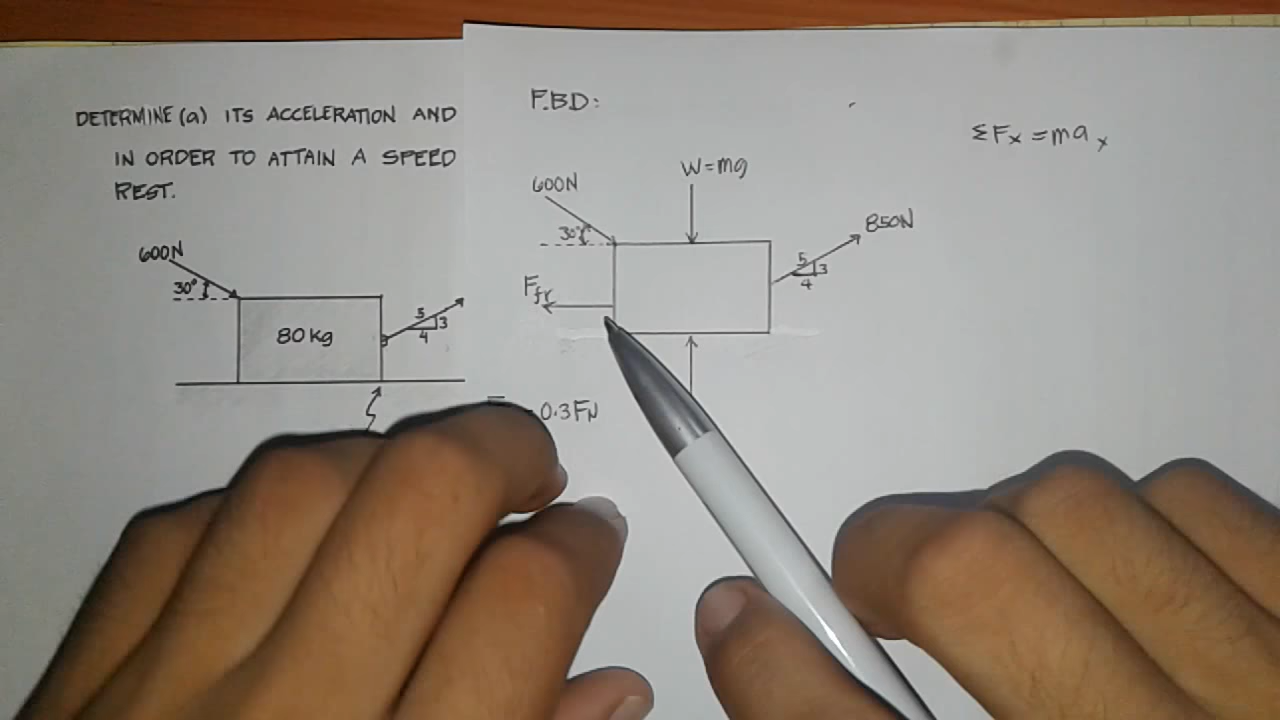 DETERMINE (a) ITS ACCELERATION AND
IN ORDER TO ATTAIN A SPEED
REST.
600N
30°
80 kg
5
3
4
F.BD:
W=mg
600N
30°
850N
5
3
4
Ffr
0.3FN
ΣFx = max